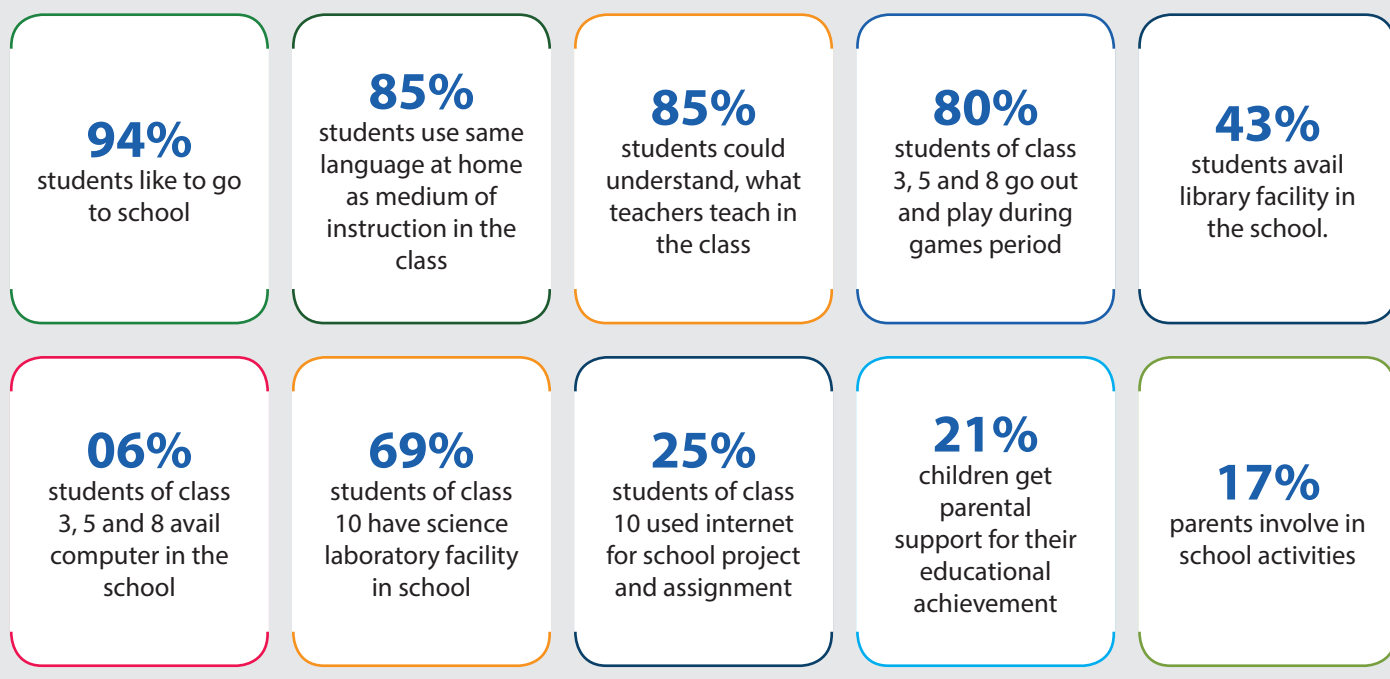 94%
students like to go
to school
85%
students use same
language at home
as medium of
instruction in the
class
85%
students could
understand, what
teachers teach in
the class
80%
students of class
3, 5 and 8 go out
and play during
games period
43%
students avail
library facility in
the school.
06%
students of class
3, 5 and 8 avail
computer in the
school
69%
students of class
10 have science
laboratory facility
in school
25%
students of class
10 used internet
for school project
and assignment
21%
children get
parental
support for their
educational
achievement
17%
parents involve in
school activities